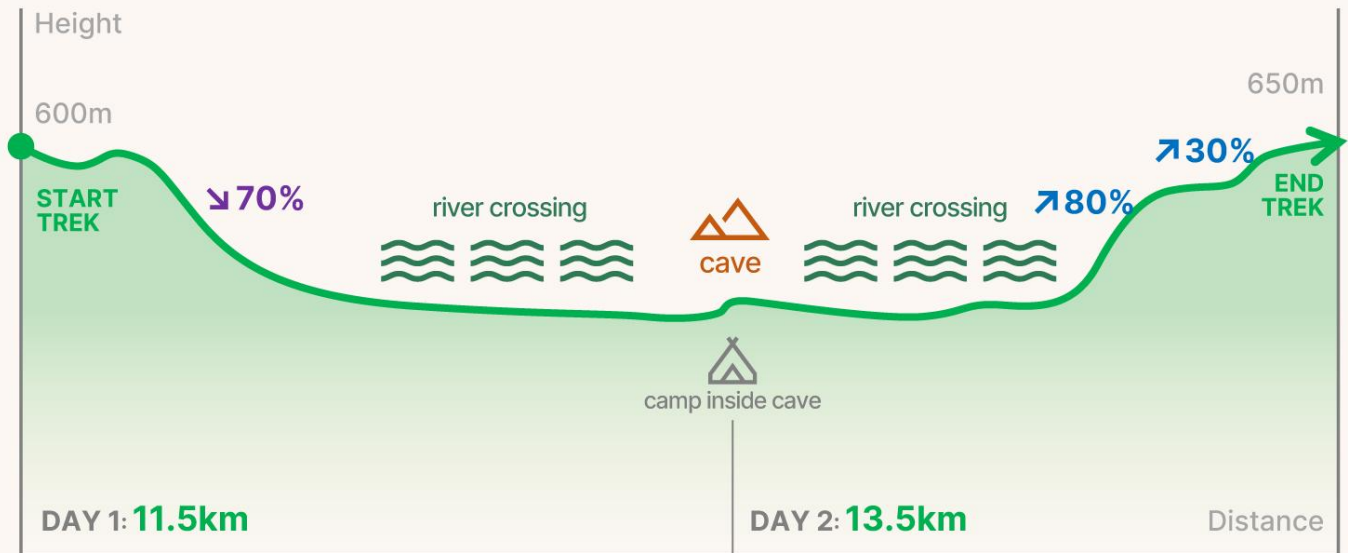 Height
600m
650m
START
TREK
↘70%
river crossing
cave
river crossing
↗80%
↗30%
END
TREK
camp inside cave
DAY 1: 11.5km
DAY 2: 13.5km
Distance